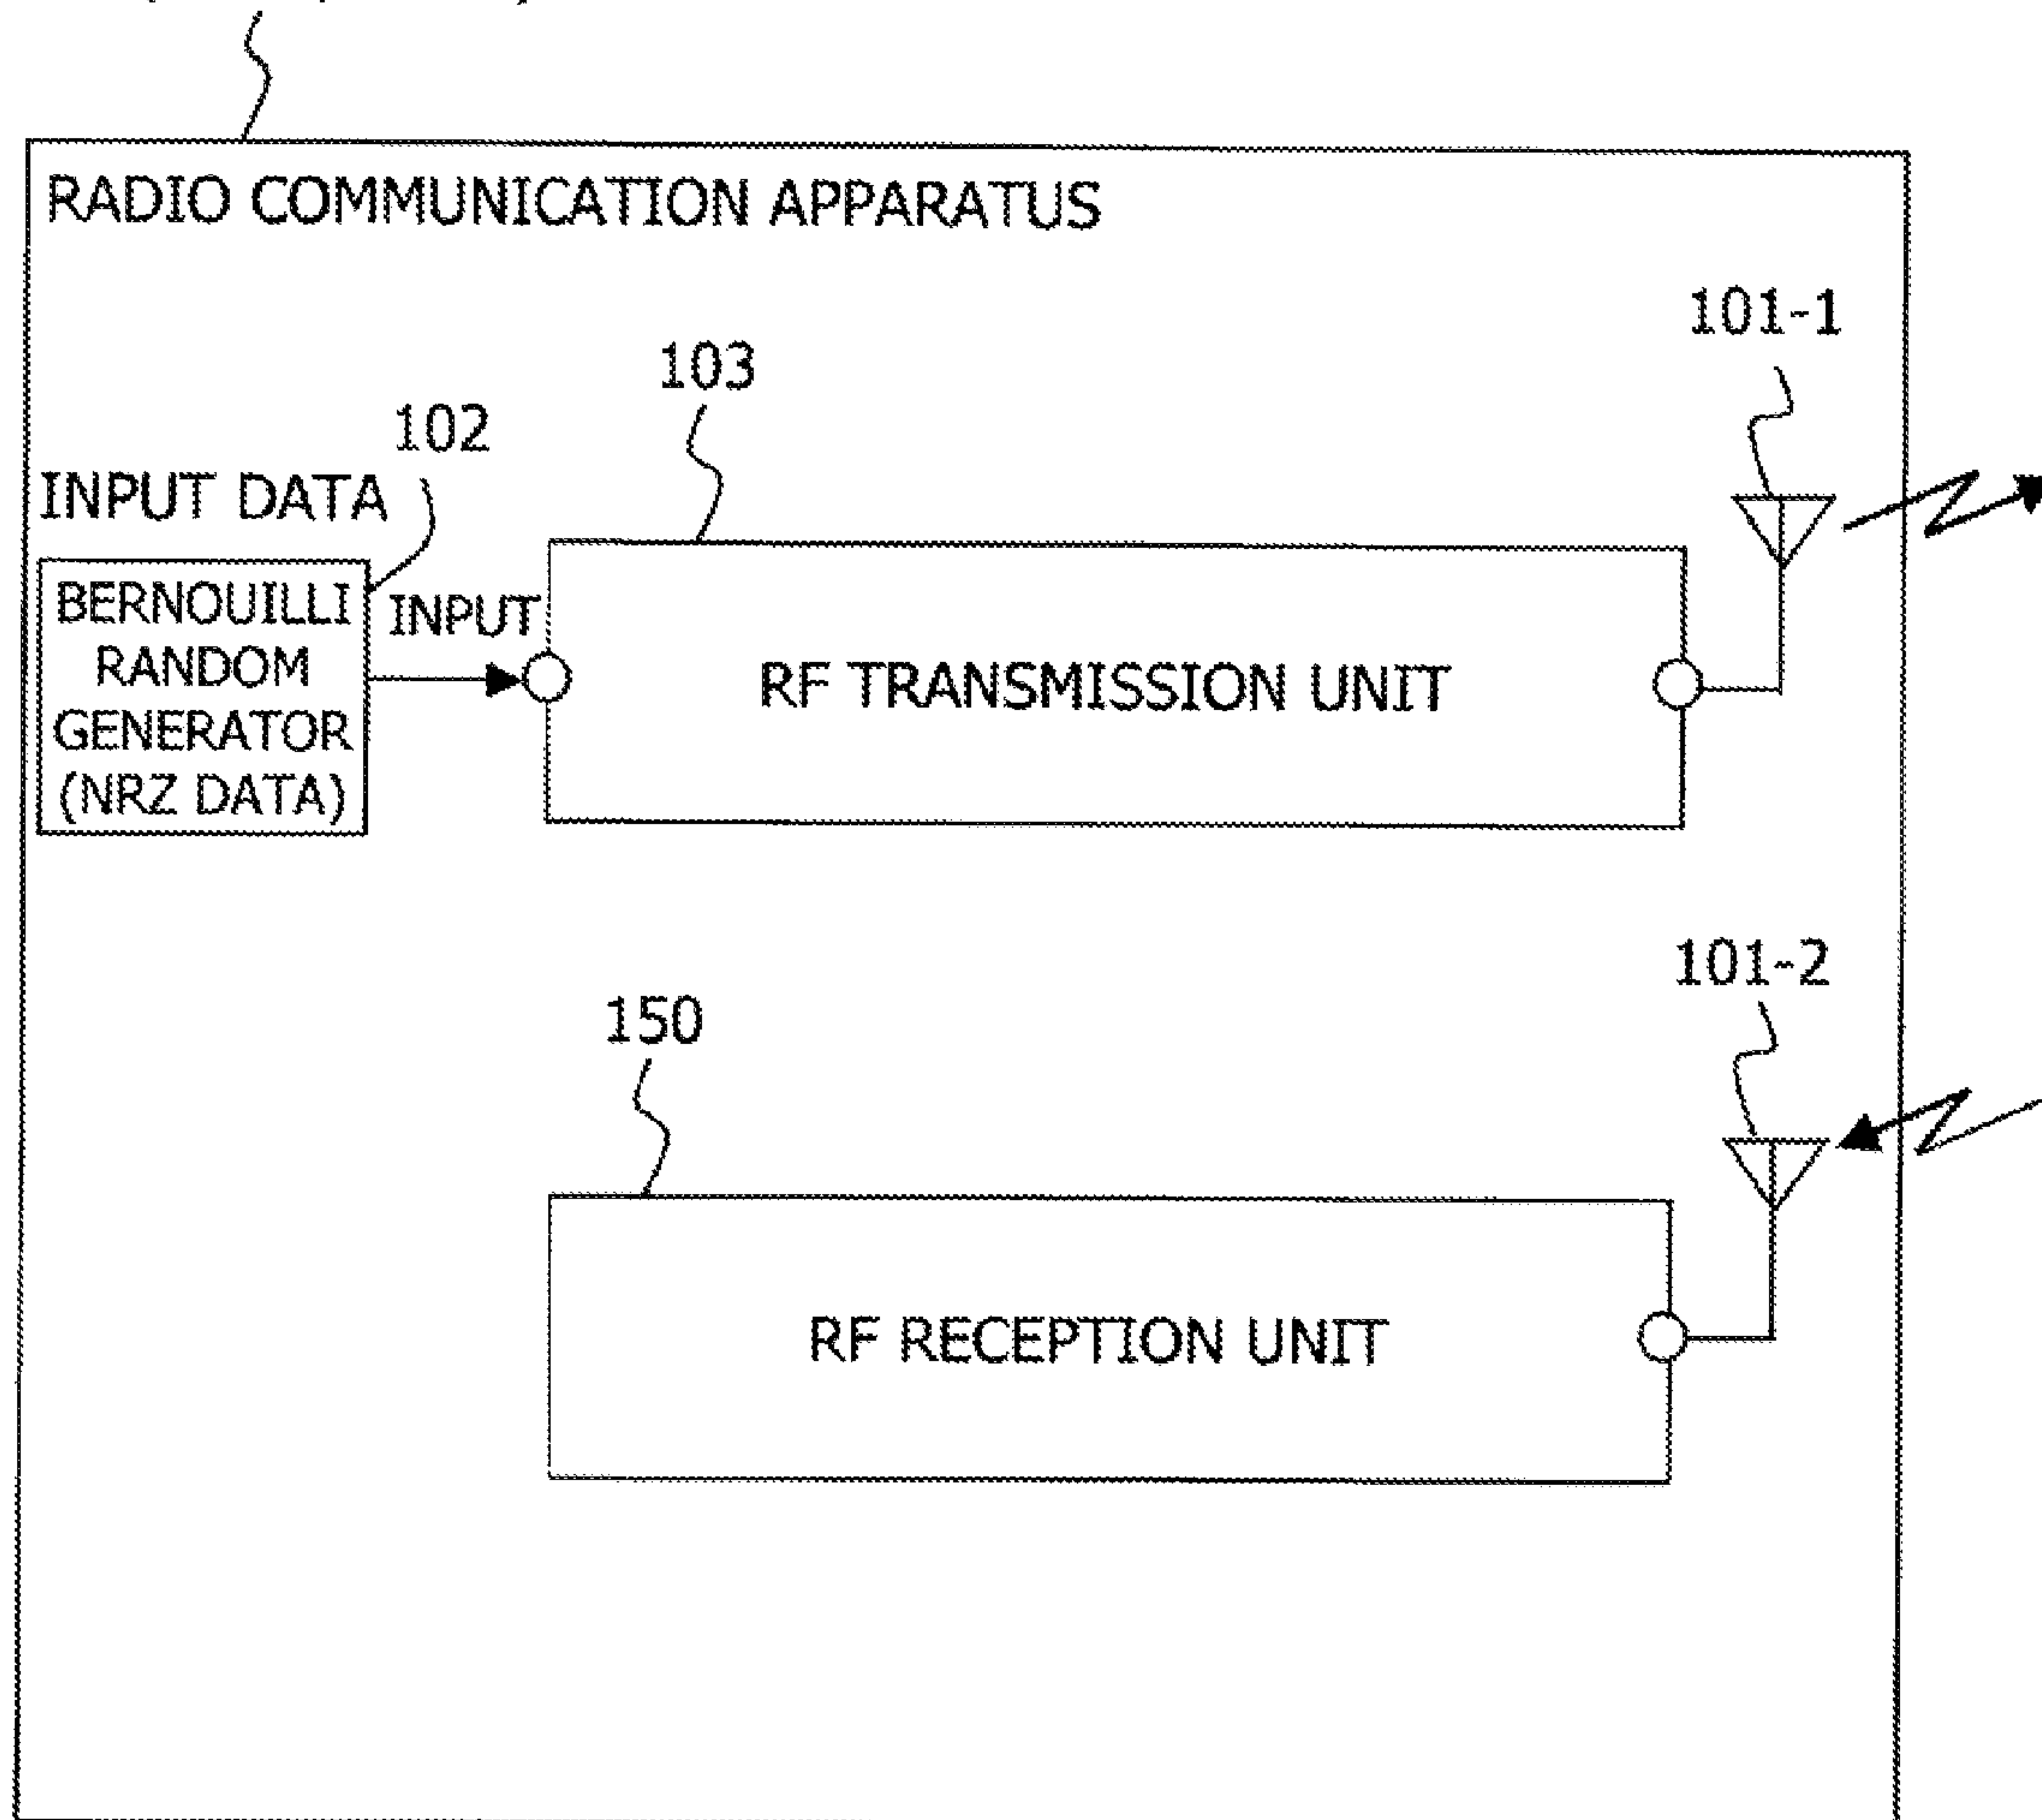 RADIO COMMUNICATION APPARATUS
101-1
103
102
INPUT DATA
BERNOUILLI
RANDOM
GENERATOR
(NRZ DATA)
INPUT
RF TRANSMISSION UNIT
101-2
150
RF RECEPTION UNIT